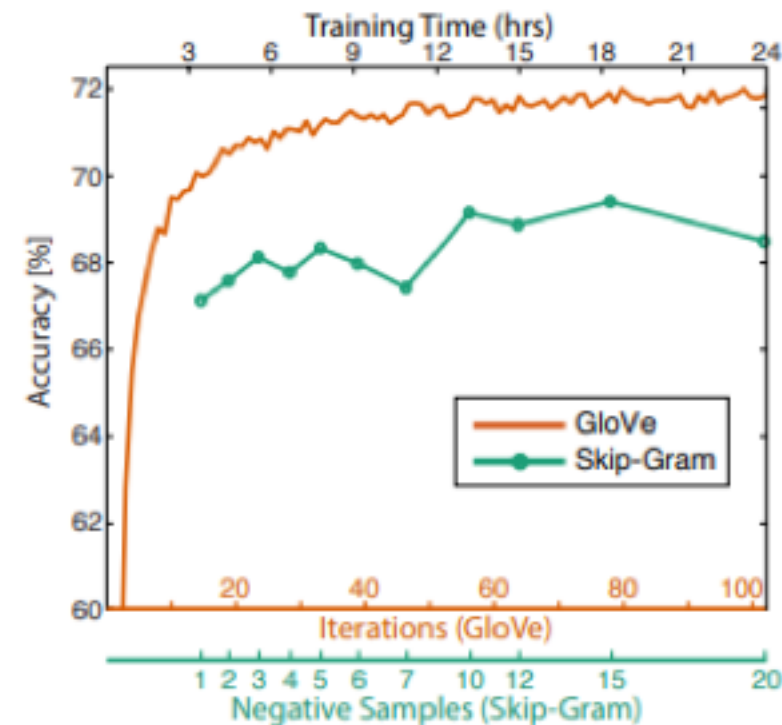 Training Time (hrs)
3 6 9 12 15 18 21 24
72
70
68
66
64
62
60
Accuracy [%]
GloVe
Skip-Gram
20 40 60 80 100
Iterations (GloVe)
1 2 3 4 5 6 7 10 12 15 20
Negative Samples (Skip-Gram)